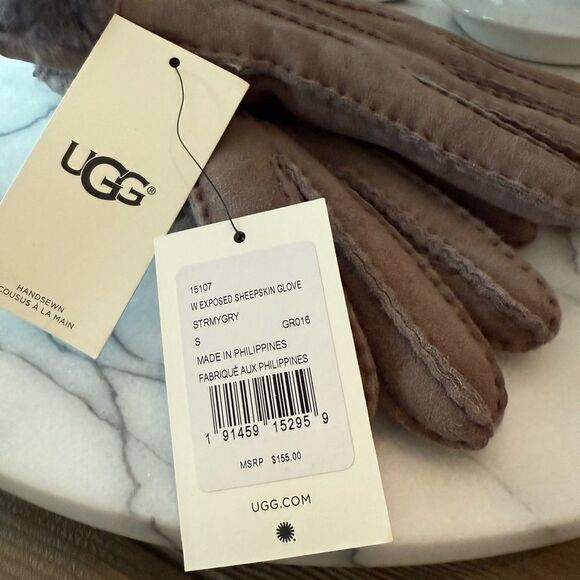 UGG®
HANDSEWN
COUSUS À LA MAIN
15107
W EXPOSED SHEEPSKIN GLOVE
STRMYGRY
S GR016
MADE IN PHILIPPINES
FABRIQUÉ AUX PHILIPPINES
1 91459 15295 9
MSRP $155.00
UGG.COM